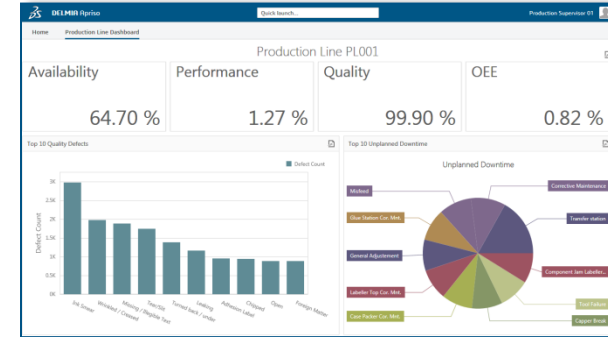 DELMIA Apriso
Quick launch...
Production Supervisor 01
Home
Production Line Dashboard
Production Line PL001
Availability
64.70 %
Performance
1.27 %
Quality
99.90 %
OEE
0.82 %
Top 10 Quality Defects
Defect Count
Defect Count
3K
2.5K
2K
1.5K
1K
0.5K
0K
Ink Smear
Wrinkled / Creased
Missing / Illegible Text
Tear/Slit
Turned back / under
Leaking
Adhesion Label
Chipped
Open
Foreign Matter
Top 10 Unplanned Downtime
Unplanned Downtime
Misfeed
Glue Station Cor. Mnt.
General Adjustement
Labeller Top Cor. Mnt.
Case Packer Cor. Mnt.
Corrective Maintenance
Transfer station
Component Jam Labeller...
Tool Failure
Capper Break